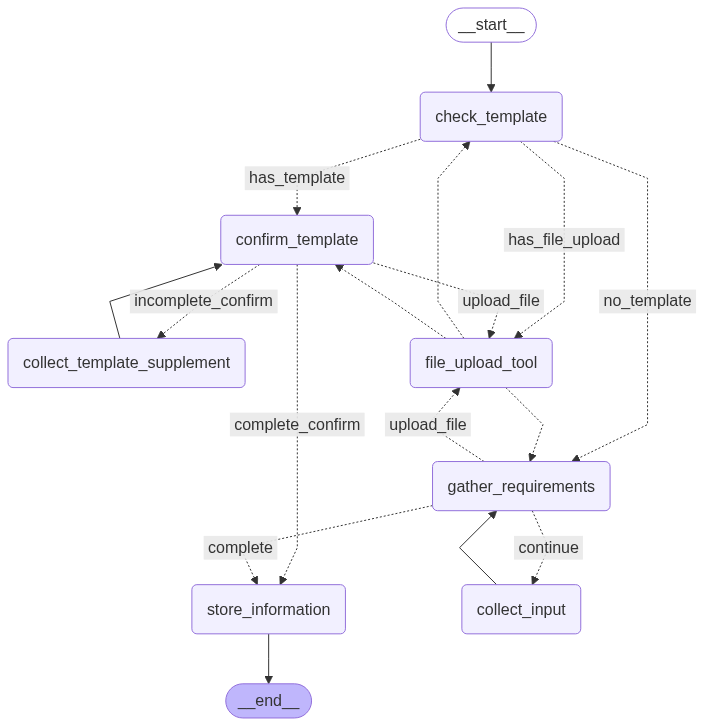 __start__
check_template
has_template
confirm_template
has_file_upload
incomplete_confirm
upload_file
no_template
collect_template_supplement
file_upload_tool
complete_confirm
upload_file
gather_requirements
complete
continue
store_information
collect_input
__end__